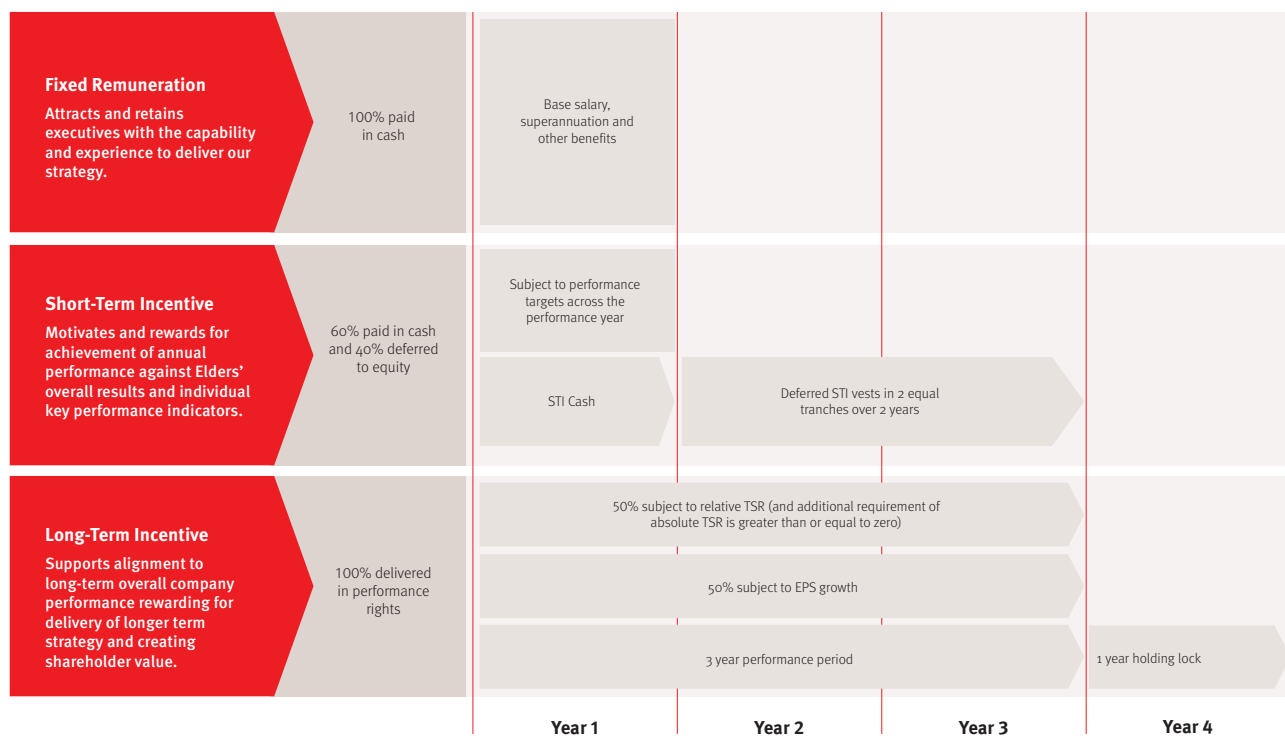 Fixed Remuneration
Attracts and retains
executives with the capability
and experience to deliver our
strategy.
100% paid
in cash
Base salary,
superannuation and
other benefits
Short-Term Incentive
Motivates and rewards for
achievement of annual
performance against Elders’
overall results and individual
key performance indicators.
60% paid in cash
and 40% deferred
to equity
Subject to performance
targets across the
performance year
STI Cash
Deferred STI vests in 2 equal
tranches over 2 years
Long-Term Incentive
Supports alignment to
long-term overall company
performance rewarding for
delivery of longer term
strategy and creating
shareholder value.
100% delivered
in performance
rights
50% subject to relative TSR (and additional requirement of
absolute TSR is greater than or equal to zero)
50% subject to EPS growth
3 year performance period
1 year holding lock
Year 1
Year 2
Year 3
Year 4